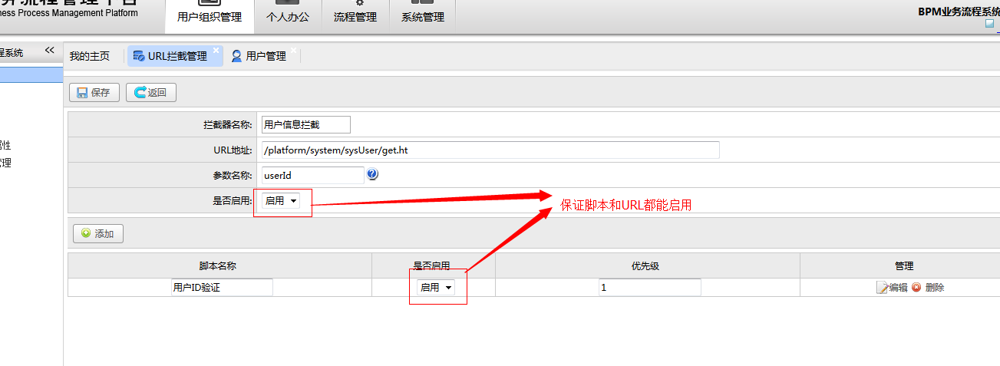 务流程管理平台
ness Process Management Platform
用户组织管理
个人办公
流程管理
系统管理
BPM业务流程系统
程系统
我的主页
URL拦截管理
用户管理
保存
返回
属性
管理
拦截器名称:
用户信息拦截
URL地址:
/platform/system/sysUser/get.ht
参数名称:
userId
是否启用:
启用
保证脚本和URL都能启用
添加
脚本名称
是否启用
优先级
管理
用户ID验证
启用
1
编辑
删除